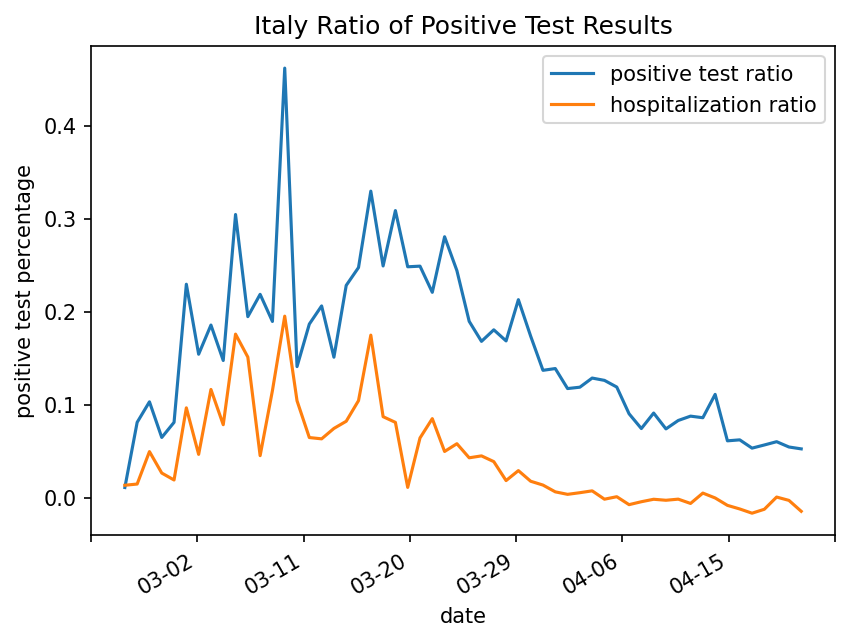 Italy Ratio of Positive Test Results
positive test ratio
hospitalization ratio
positive test percentage
0.4
0.3
0.2
0.1
0.0
03-02
03-11
03-20
03-29
04-06
04-15
date